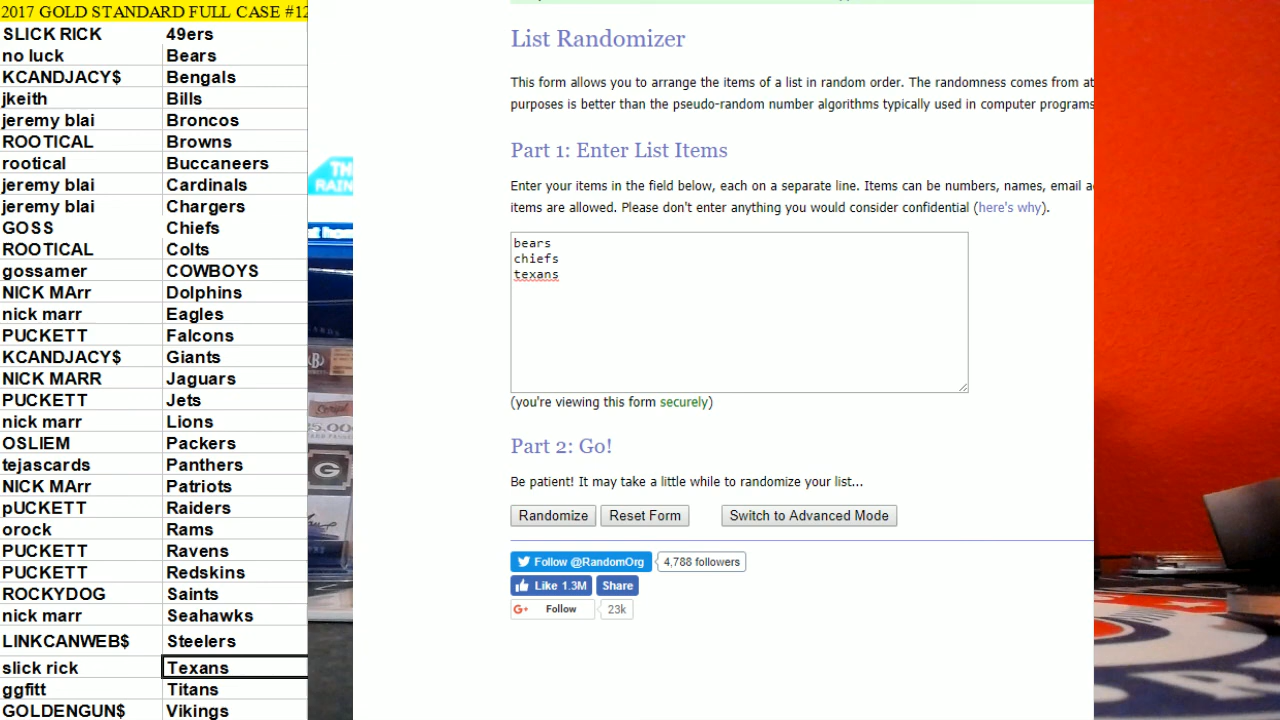 2017 GOLD STANDARD FULL CASE #12
SLICK RICK 49ers
no luck Bears
KCANDJACY$ Bengals
jkeith Bills
jeremy blai Broncos
ROOTICAL Browns
rootical Buccaneers
jeremy blai Cardinals
jeremy blai Chargers
GOSS Chiefs
ROOTICAL Colts
gossamer COWBOYS
NICK MArr Dolphins
nick marr Eagles
PUCKETT Falcons
KCANDJACY$ Giants
NICK MARR Jaguars
PUCKETT Jets
nick marr Lions
OSLIEM Packers
tejascards Panthers
NICK MArr Patriots
pUCKETT Raiders
orock Rams
PUCKETT Ravens
PUCKETT Redskins
ROCKYDOG Saints
nick marr Seahawks
LINKCANWEB$ Steelers
slick rick Texans
ggfitt Titans
GOLDENGUN$ Vikings
TH
RAIN
G
List Randomizer
This form allows you to arrange the items of a list in random order. The randomness comes from at
purposes is better than the pseudo-random number algorithms typically used in computer programs
Part 1: Enter List Items
Enter your items in the field below, each on a separate line. Items can be numbers, names, email a
items are allowed. Please don't enter anything you would consider confidential (here's why).
bears
chiefs
texans
(you're viewing this form securely)
Part 2: Go!
Be patient! It may take a little while to randomize your list...
Randomize Reset Form Switch to Advanced Mode
Follow @RandomOrg 4,788 followers
Like 1.3M Share
G+ Follow 23k